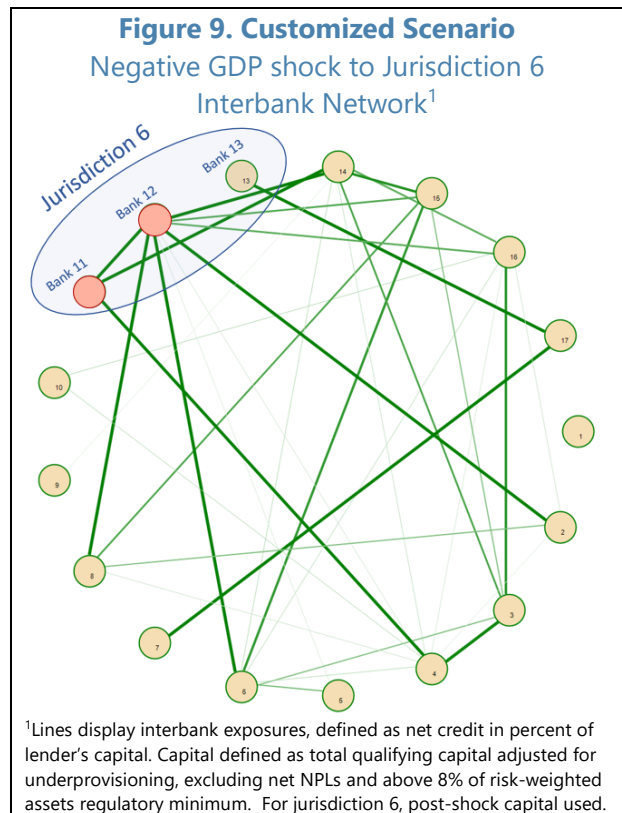 Figure 9. Customized Scenario
Negative GDP shock to Jurisdiction 6
Interbank Network1
Jurisdiction 6
Bank 13
Bank 12
Bank 11
13
14
15
16
17
10
1
9
2
8
3
7
4
6
5
1Lines display interbank exposures, defined as net credit in percent of
lender's capital. Capital defined as total qualifying capital adjusted for
underprovisioning, excluding net NPLs and above 8% of risk-weighted
assets regulatory minimum.  For jurisdiction 6, post-shock capital used.